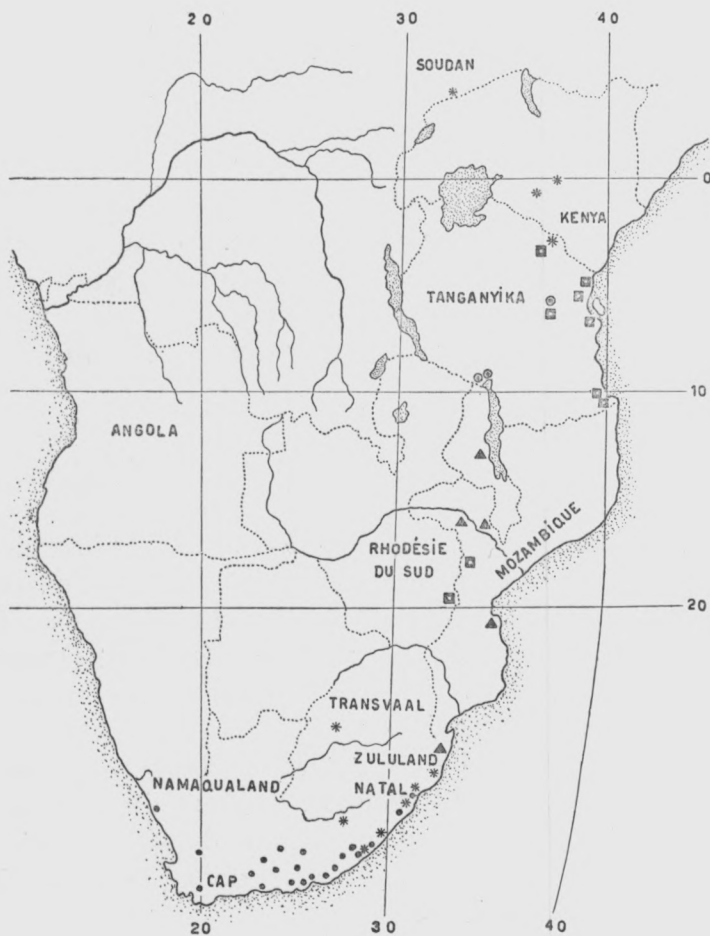 20 30 40
SOUDAN
0
KENYA
TANGANYIKA
10
ANGOLA
MOZAMBIQUE
RHODÉSIE
DU SUD
20
TRANSVAAL
ZULULAND
NAMAQUALAND
NATAL
CAP
20 30 40